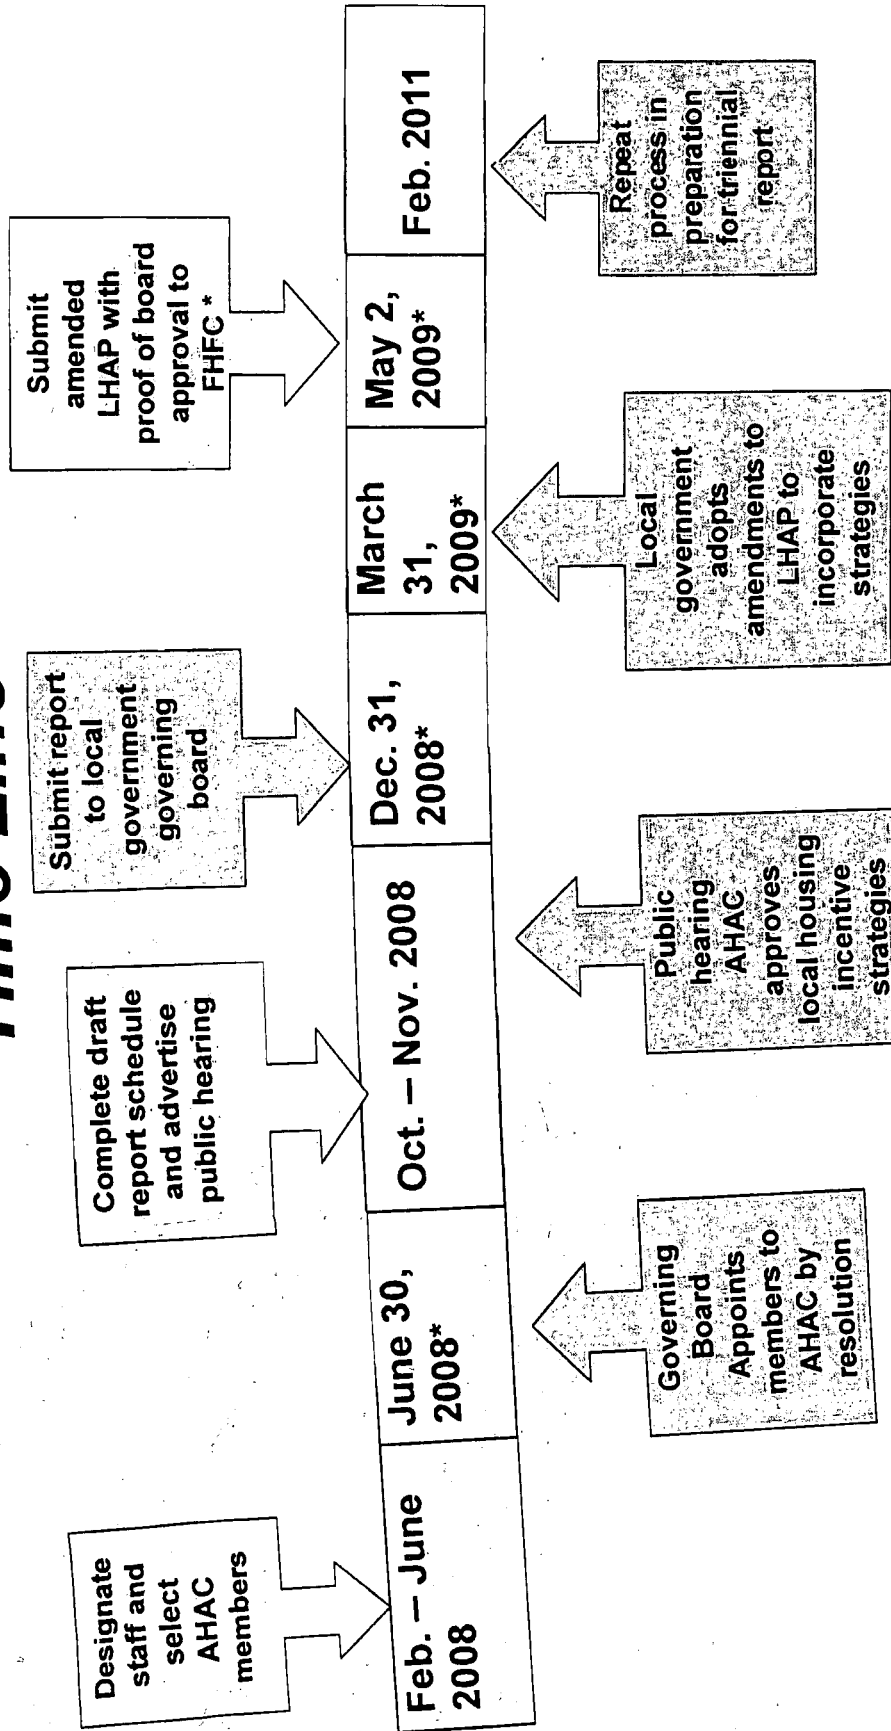 Time Line
Designate
staff and
select
AHAC
members
Complete draft
report schedule
and advertise
public hearing
Submit report
to local
government
governing
board
Submit
amended
LHAP with
proof of board
approval to
FHFC *
Feb. – June
2008
June 30,
2008*
Oct. – Nov. 2008
Dec. 31,
2008*
March
31,
2009*
May 2,
2009*
Feb. 2011
Governing
Board
Appoints
members to
AHAC by
resolution
Public
hearing
AHAC
approves
local housing
incentive
strategies
Local
government
adopts
amendments to
LHAP to
incorporate
strategies
Repeat
process in
preparation
for triennial
report